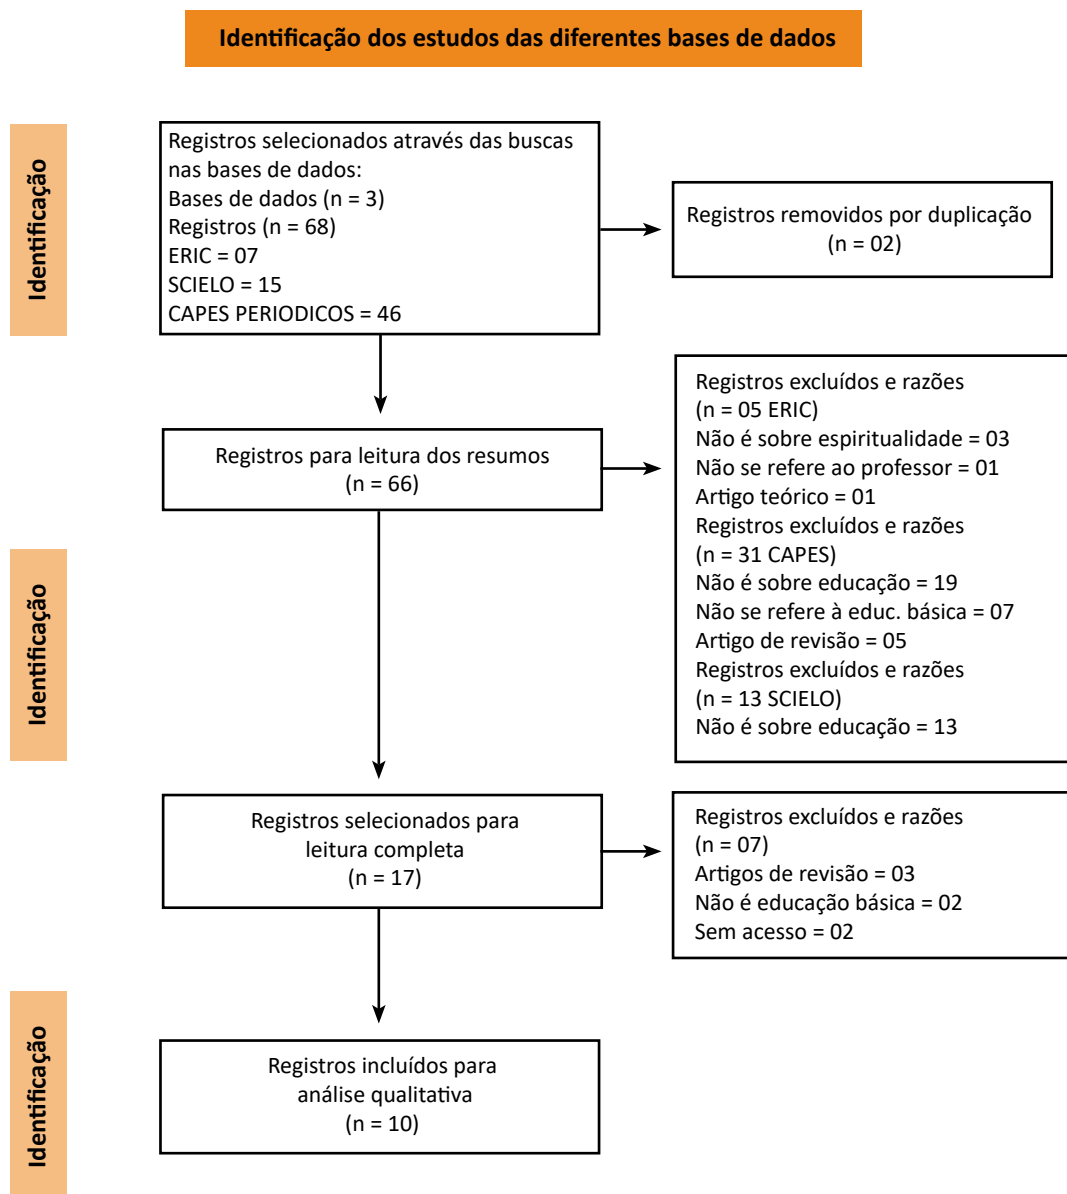 Identificação dos estudos das diferentes bases de dados
Identificação
Registros selecionados através das buscas
nas bases de dados:
Bases de dados (n = 3)
Registros (n = 68)
ERIC = 07
SCIELO = 15
CAPES PERIODICOS = 46
Registros removidos por duplicação
(n = 02)
Identificação
Registros para leitura dos resumos
(n = 66)
Registros excluídos e razões
(n = 05 ERIC)
Não é sobre espiritualidade = 03
Não se refere ao professor = 01
Artigo teórico = 01
Registros excluídos e razões
(n = 31 CAPES)
Não é sobre educação = 19
Não se refere à educ. básica = 07
Artigo de revisão = 05
Registros excluídos e razões
(n = 13 SCIELO)
Não é sobre educação = 13
Registros selecionados para
leitura completa
(n = 17)
Registros excluídos e razões
(n = 07)
Artigos de revisão = 03
Não é educação básica = 02
Sem acesso = 02
Identificação
Registros incluídos para
análise qualitativa
(n = 10)